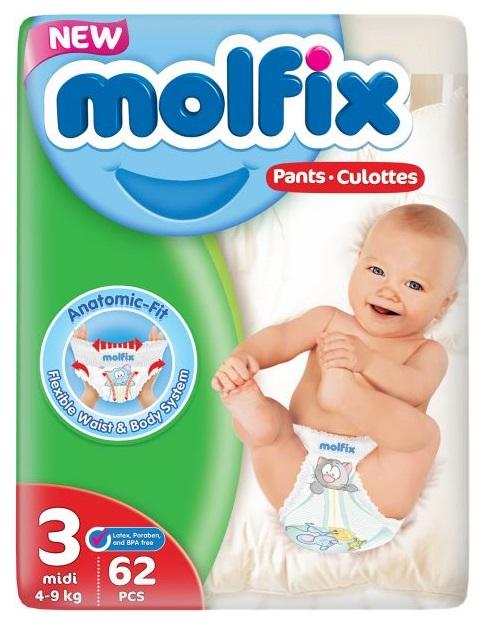 NEW
molfix
Pants • Culottes
Anatomic-Fit
molfix
Flexible Waist & Body System
molfix
3
midi
4-9 kg
Latex, Paraben,
and BPA free
62
PCS